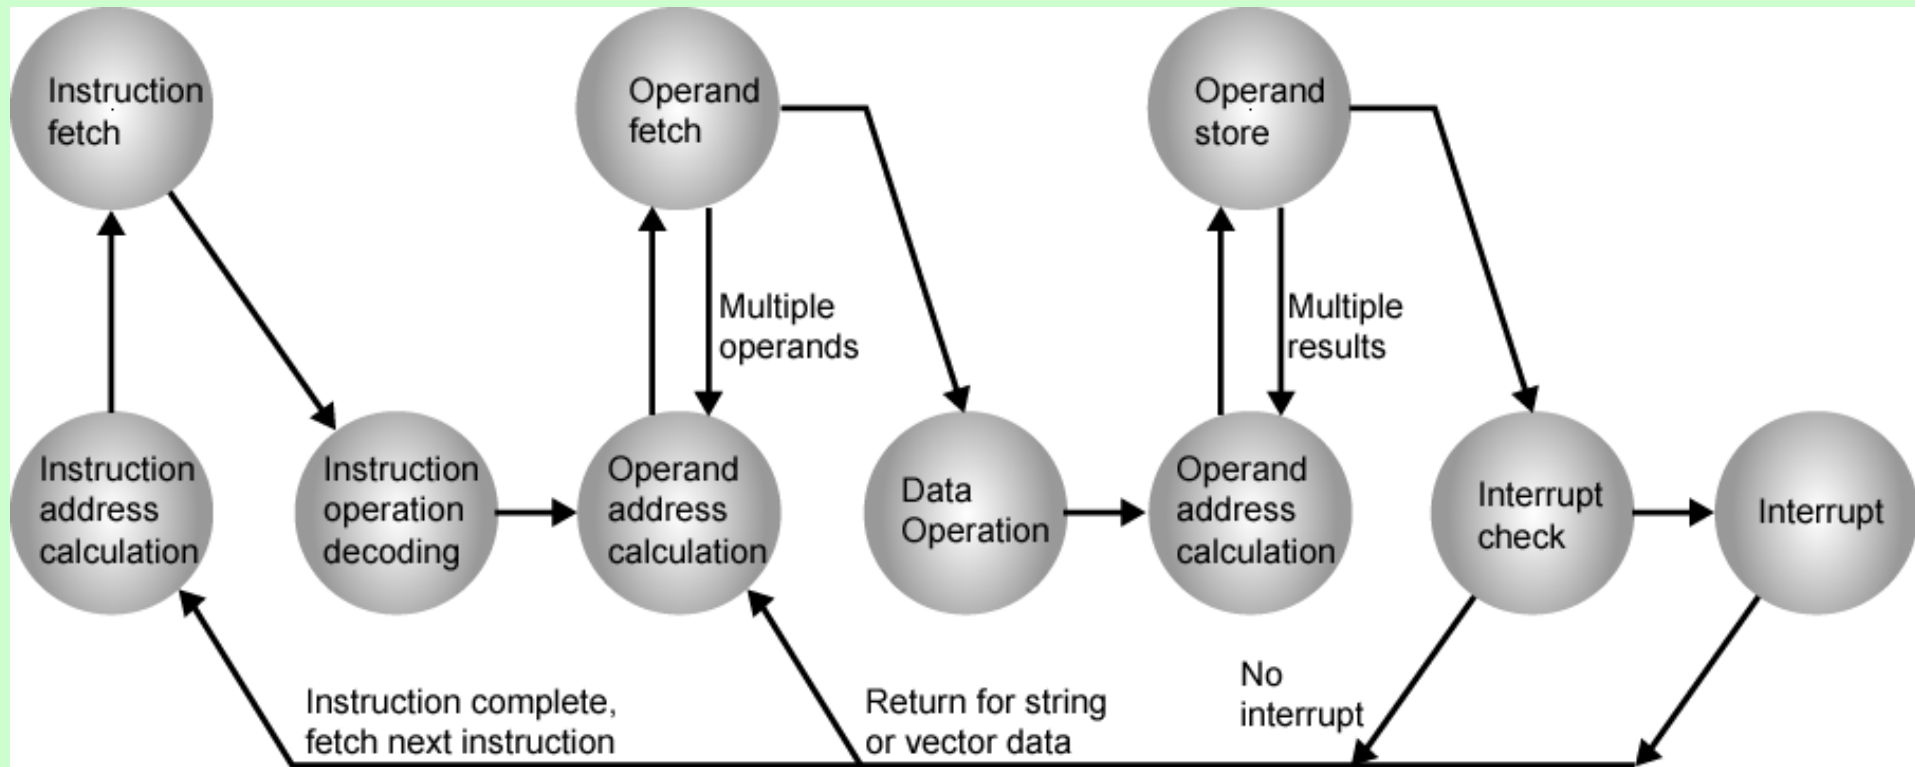 Instruction
fetch
Operand
fetch
Operand
store
Multiple
operands
Multiple
results
Instruction
address
calculation
Instruction
operation
decoding
Operand
address
calculation
Data
Operation
Operand
address
calculation
Interrupt
check
Interrupt
Instruction complete,
fetch next instruction
Return for string
or vector data
No
interrupt